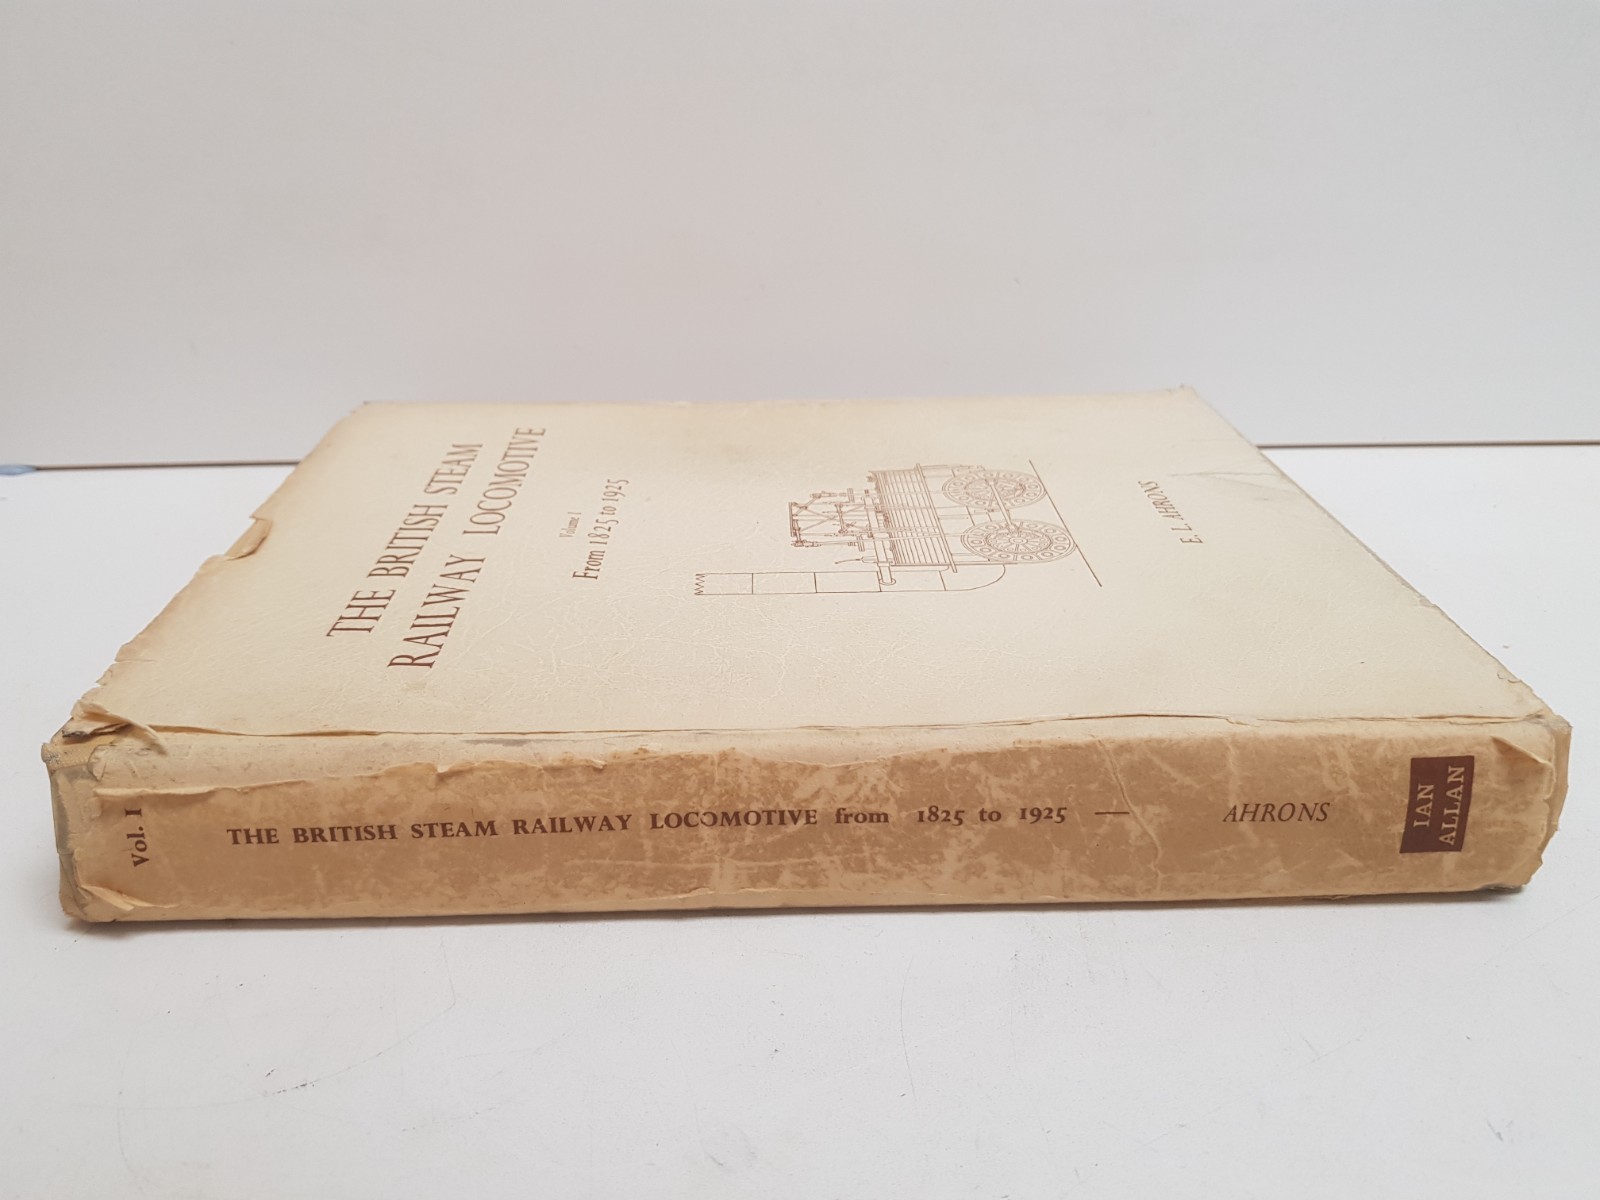 THE BRITISH STEAM
RAILWAY LOCOMOTIVE
Volume 1
From 1825 to 1925
E. L. AHRONS
Vol. I
THE BRITISH STEAM RAILWAY LOCOMOTIVE from 1825 to 1925 — AHRONS
IAN
ALLAN